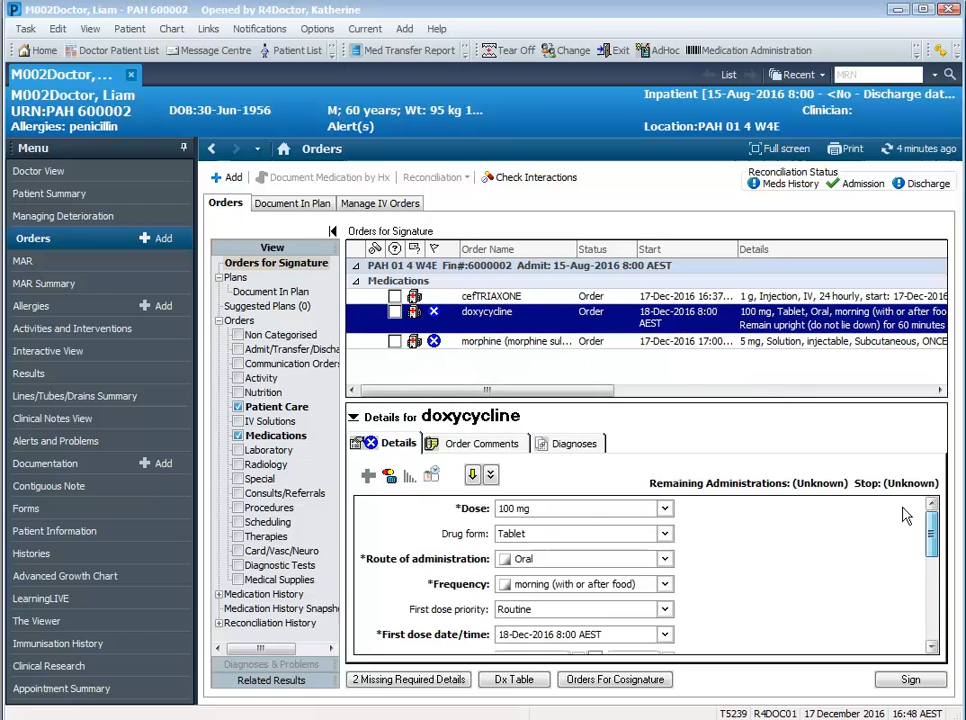 M002Doctor, Liam - PAH 600002    Opened by R4Doctor, Katherine
Task Edit View Patient Chart Links Notifications Options Current Add Help
Home Doctor Patient List Message Centre Patient List Med Transfer Report Tear Off Change Exit AdHoc Medication Administration
M002Doctor,... × List Recent MRN
M002Doctor, Liam
URN:PAH 600002
Allergies: penicillin
DOB:30-Jun-1956
M; 60 years; Wt: 95 kg 1...
Alert(s)
Inpatient [15-Aug-2016 8:00 - <No - Discharge dat...
Clinician:
Location:PAH 01 4 W4E
Menu
Orders
Full screen Print 4 minutes ago
Doctor View
Patient Summary
Managing Deterioration
Orders + Add
MAR
MAR Summary
Allergies + Add
Activities and Interventions
Interactive View
Results
Lines/Tubes/Drains Summary
Clinical Notes View
Alerts and Problems
Documentation + Add
Contiguous Note
Forms
Patient Information
Histories
Advanced Growth Chart
LearningLIVE
The Viewer
Immunisation History
Clinical Research
Appointment Summary
+ Add Document Medication by Hx Reconciliation Check Interactions
Reconciliation Status
Meds History Admission Discharge
Orders Document In Plan Manage IV Orders
View
Orders for Signature
Plans
Document In Plan
Suggested Plans (0)
Orders
Non Categorised
Admit/Transfer/Discha
Communication Orders
Activity
Nutrition
Patient Care
IV Solutions
Medications
Laboratory
Radiology
Special
Consults/Referrals
Procedures
Scheduling
Therapies
Card/Vasc/Neuro
Diagnostic Tests
Medical Supplies
Medication History
Medication History Snapsh
Reconciliation History
Diagnoses & Problems
Related Results
Orders for Signature
Order Name Status Start Details
PAH 01 4 W4E Fin#:6000002 Admit: 15-Aug-2016 8:00 AEST
Medications
cefTRIAXONE Order 17-Dec-2016 16:37... 1 g, Injection, IV, 24 hourly, start: 17-Dec-2016
doxycycline Order 18-Dec-2016 8:00 100 mg, Tablet, Oral, morning (with or after foo
AEST Remain upright (do not lie down) for 60 minutes
morphine (morphine sul... Order 17-Dec-2016 17:00... 5 mg, Solution, injectable, Subcutaneous, ONCE
Details for doxycycline
Details Order Comments Diagnoses
Remaining Administrations: (Unknown) Stop: (Unknown)
*Dose: 100 mg
Drug form: Tablet
*Route of administration: Oral
*Frequency: morning (with or after food)
First dose priority: Routine
*First dose date/time: 18-Dec-2016 8:00 AEST
2 Missing Required Details Dx Table Orders For Cosignature Sign
T5239 R4DOC01 17 December 2016 16:48 AEST